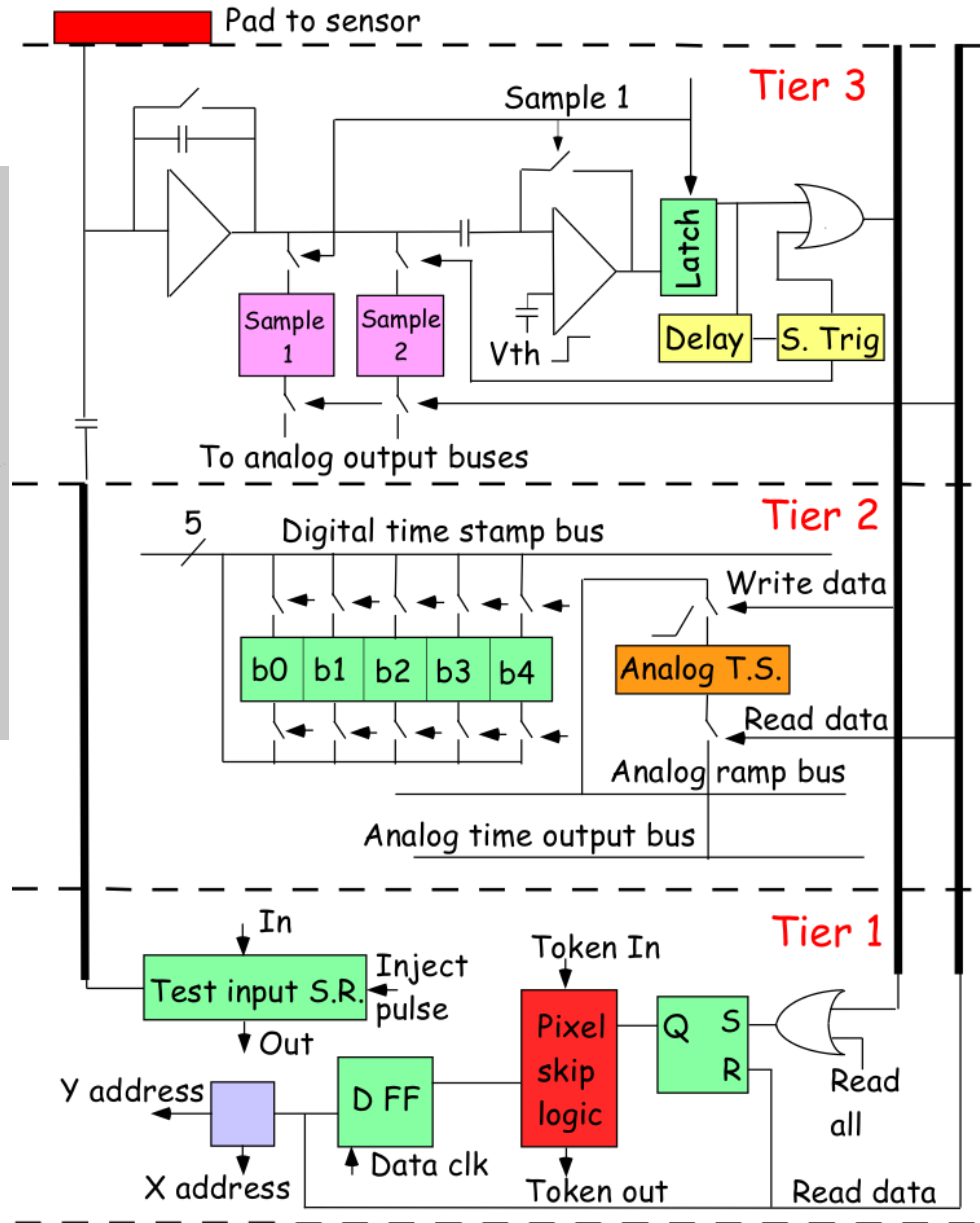 Pad to sensor
Tier 3
Sample 1
Latch
Sample
1
Sample
2
Vth
Delay
S. Trig
To analog output buses
Tier 2
5
Digital time stamp bus
Write data
b0 b1 b2 b3 b4
Analog T.S.
Read data
Analog ramp bus
Analog time output bus
Tier 1
In
Test input S.R.
Inject
pulse
Out
Token In
Pixel
skip
logic
Q S
R
Read
all
Y address
D FF
Data clk
X address
Token out
Read data